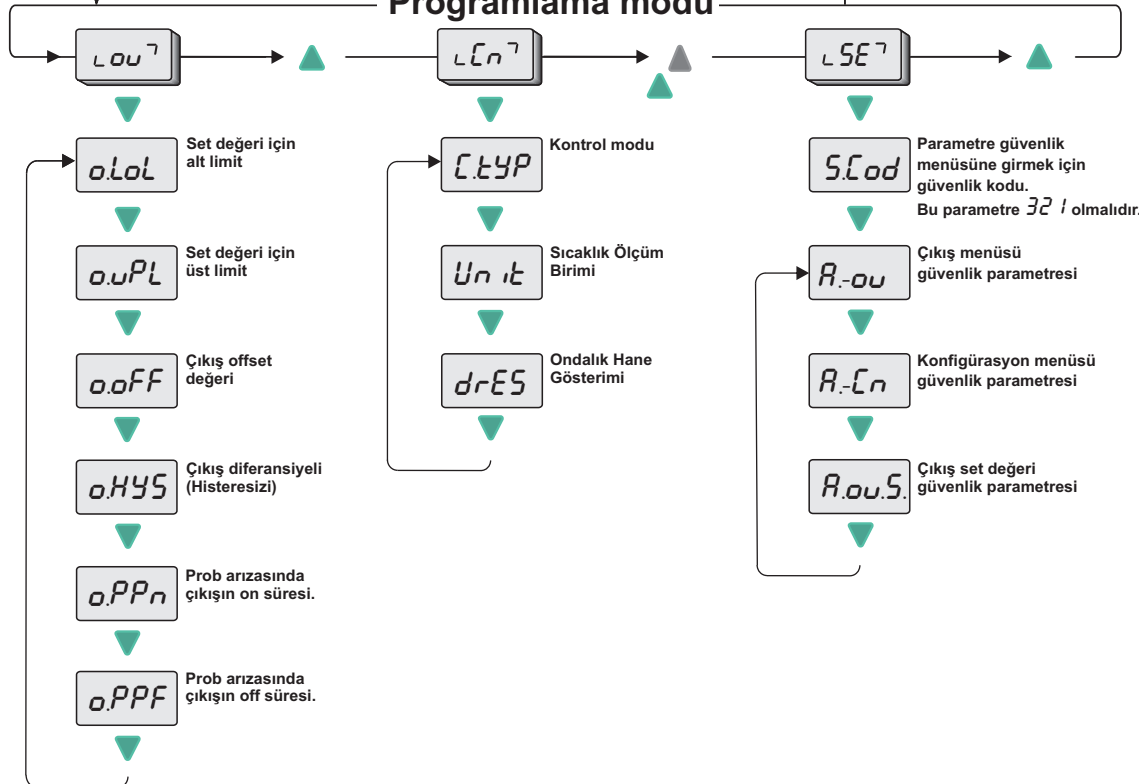 Programlama modu
ou
Cn
SE
o.LoL
Set değeri için
alt limit
o.uPL
Set değeri için
üst limit
o.oFF
Çıkış offset
değeri
o.HYS
Çıkış diferansiyeli
(Histeresizi)
o.PPn
Prob arızasında
çıkışın on süresi.
o.PPF
Prob arızasında
çıkışın off süresi.
C.tYP
Kontrol modu
Unit
Sıcaklık Ölçüm
Birimi
drES
Ondalık Hane
Gösterimi
S.Cod
Parametre güvenlik
menüsüne girmek için
güvenlik kodu.
Bu parametre 321 olmalıdır.
A.-ou
Çıkış menüsü
güvenlik parametresi
A.-Cn
Konfigürasyon menüsü
güvenlik parametresi
A.ou.S.
Çıkış set değeri
güvenlik parametresi